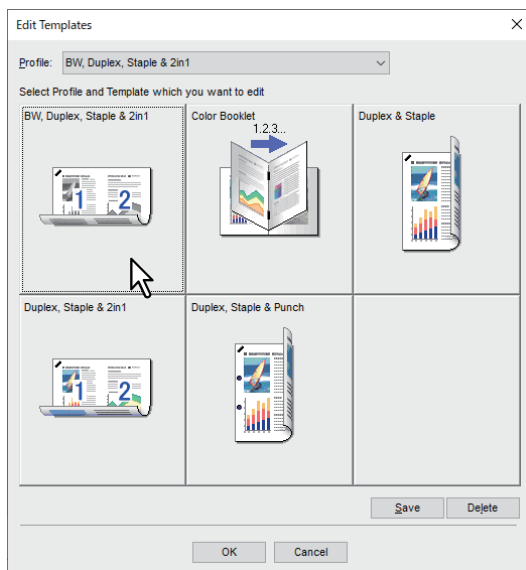 Edit Templates
Profile: BW, Duplex, Staple & 2in1
Select Profile and Template which you want to edit
BW, Duplex, Staple & 2in1
Color Booklet
Duplex & Staple
1.2.3...
1 2
Duplex, Staple & 2in1
Duplex, Staple & Punch
1 2
Save
Delete
OK
Cancel